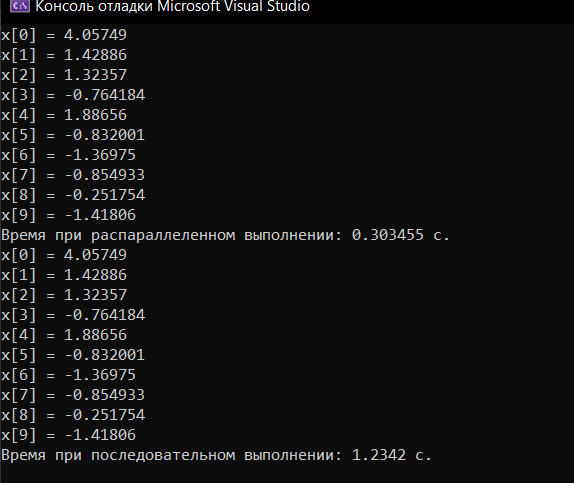 Консоль отладки Microsoft Visual Studio
x[0] = 4.05749
x[1] = 1.42886
x[2] = 1.32357
x[3] = -0.764184
x[4] = 1.88656
x[5] = -0.832001
x[6] = -1.36975
x[7] = -0.854933
x[8] = -0.251754
x[9] = -1.41806
Время при распараллеленном выполнении: 0.303455 с.
x[0] = 4.05749
x[1] = 1.42886
x[2] = 1.32357
x[3] = -0.764184
x[4] = 1.88656
x[5] = -0.832001
x[6] = -1.36975
x[7] = -0.854933
x[8] = -0.251754
x[9] = -1.41806
Время при последовательном выполнении: 1.2342 с.